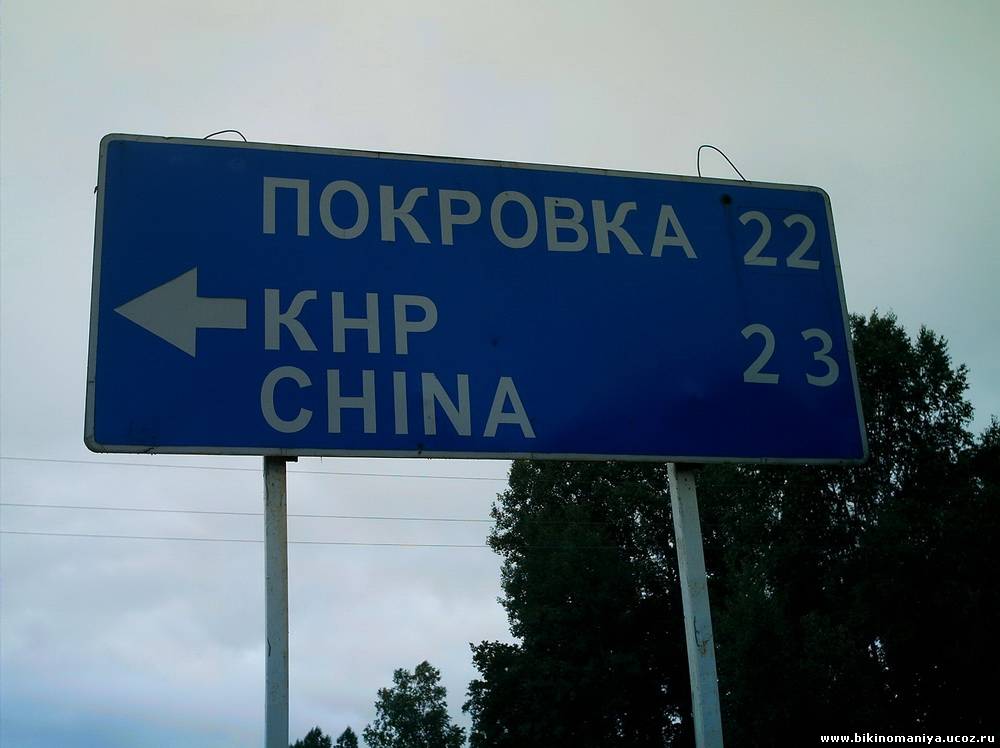 ПОКРОВКА 22
КНР 23
CHINA
www.bikinomaniya.ucoz.ru